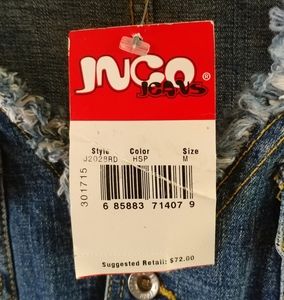 JNCO®
JEANS
Style Color Size
J2028RD HSP M
301715
6 85883 71407 9
Suggested Retail: $72.00